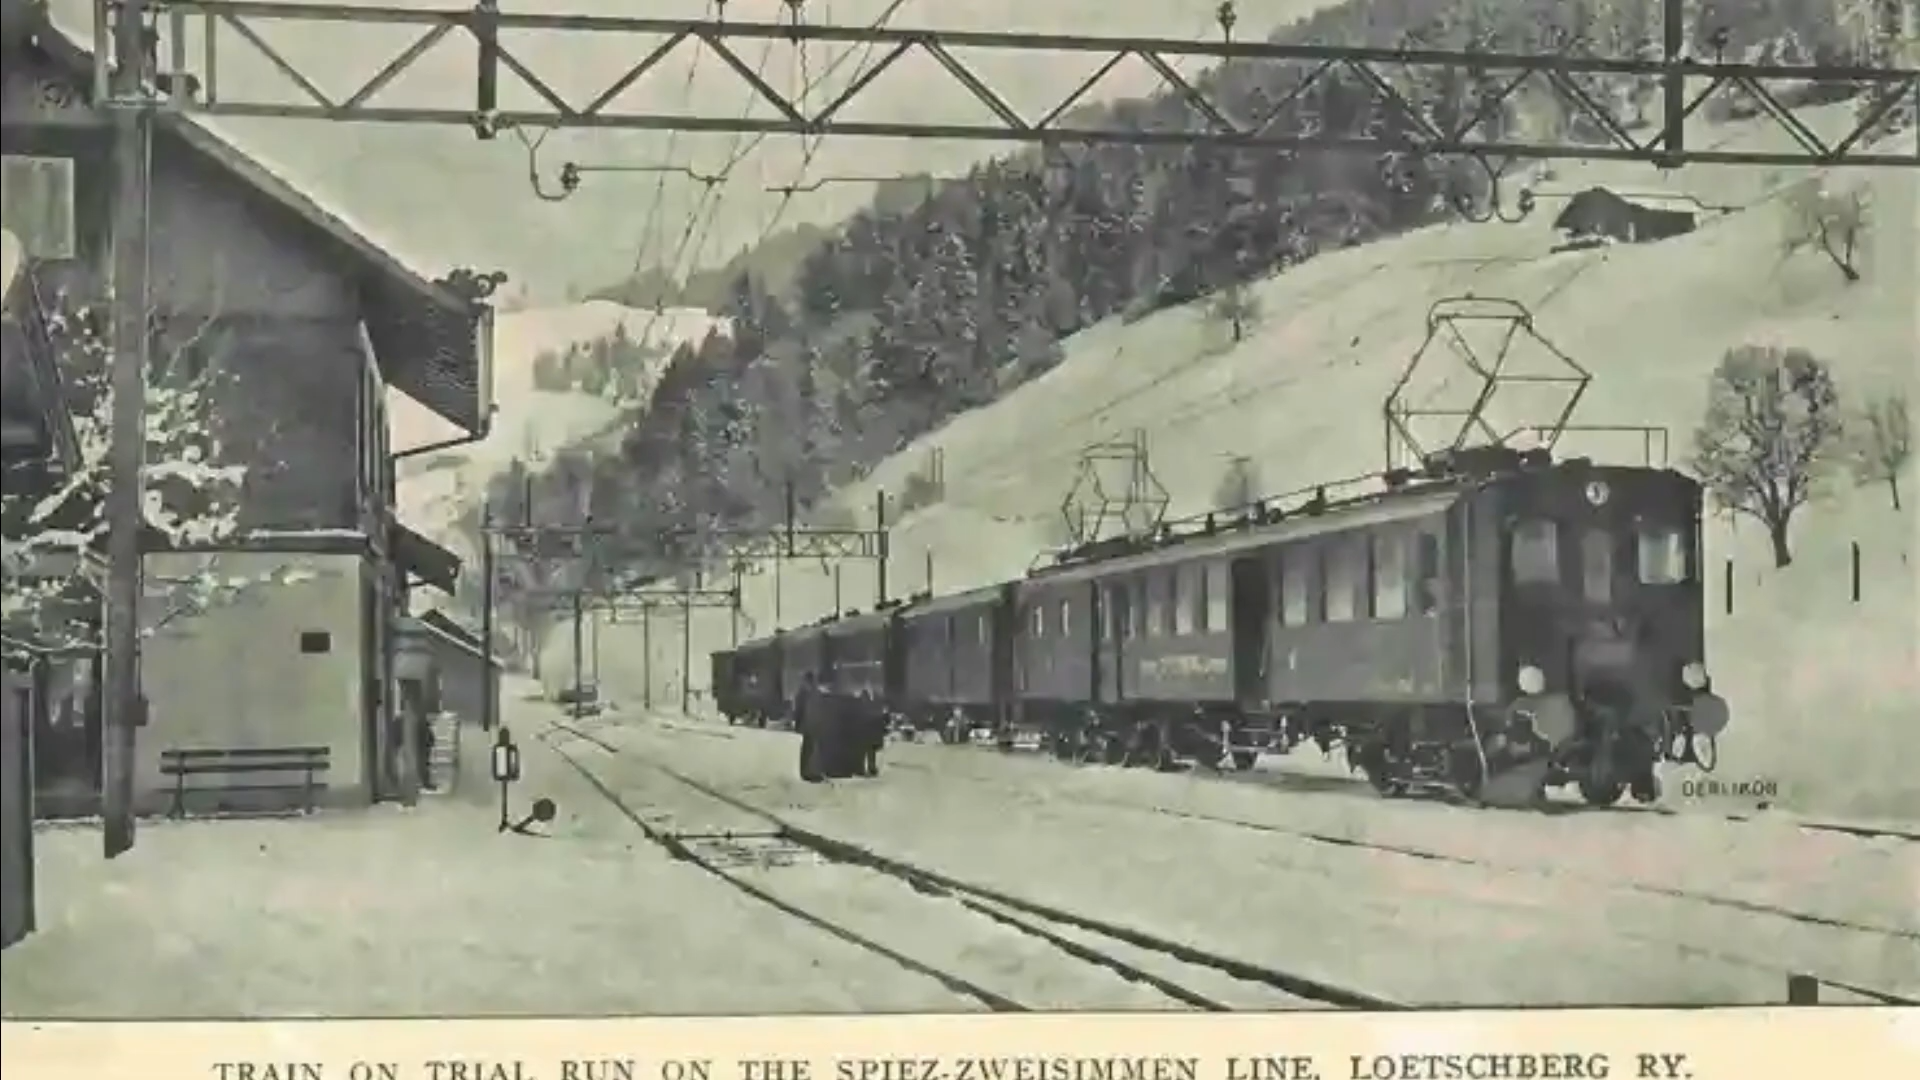 OERLIKON
TRAIN ON TRIAL RUN ON THE SPIEZ-ZWEISIMMEN LINE, LOETSCHBERG RY.